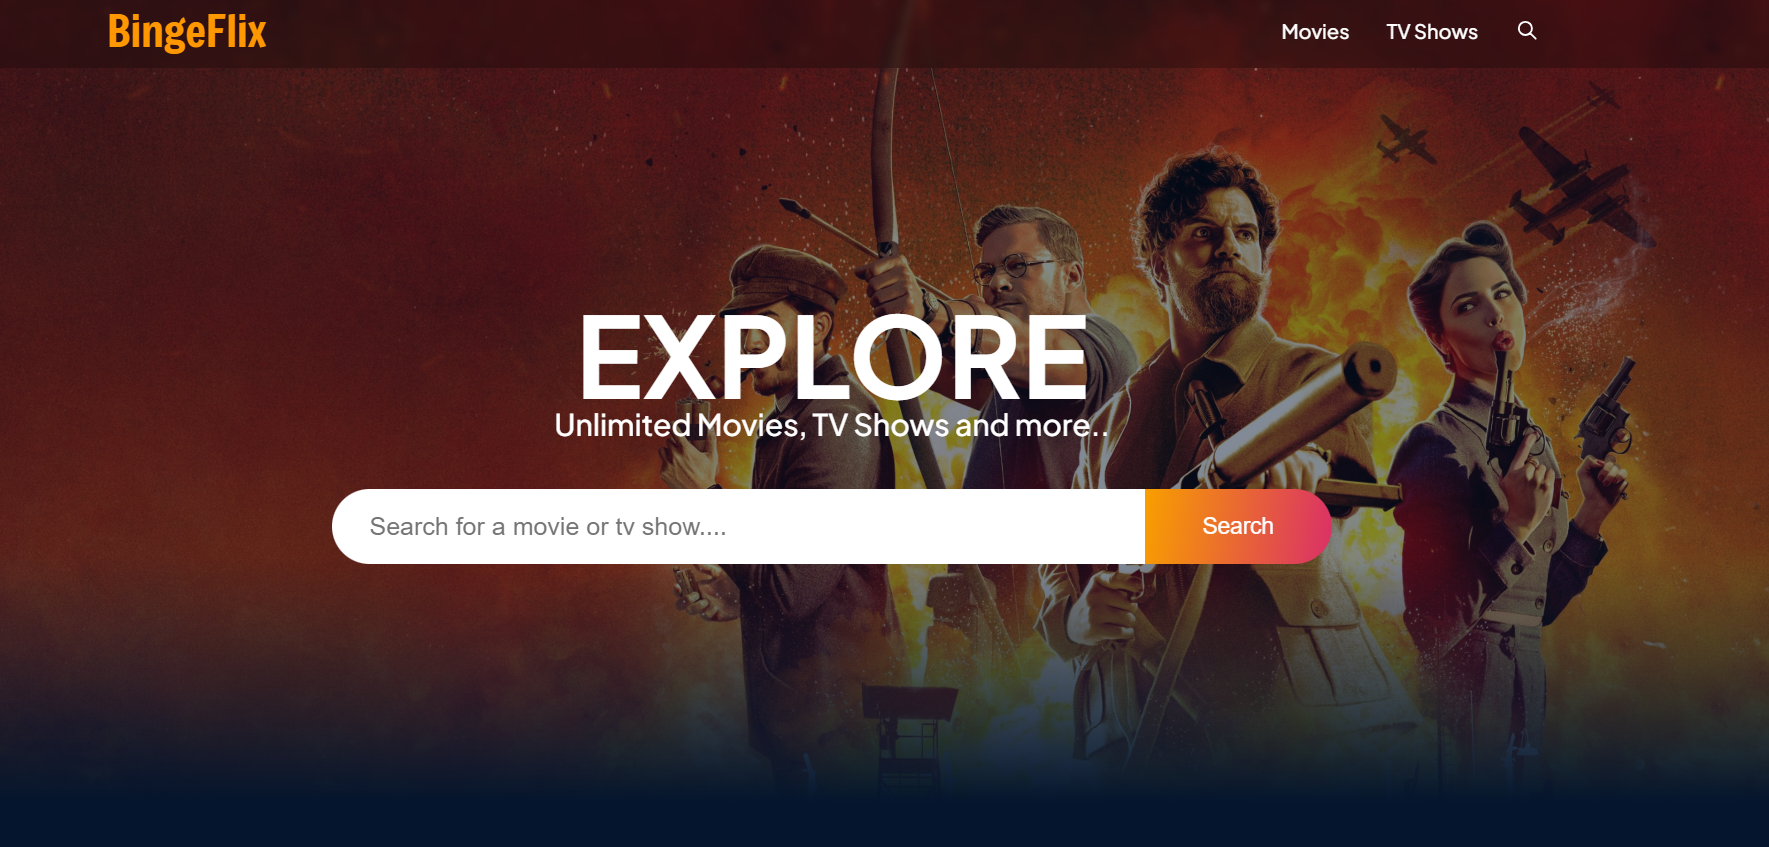 BingeFlix
Movies TV Shows
EXPLORE
Unlimited Movies, TV Shows and more..
Search for a movie or tv show....
Search